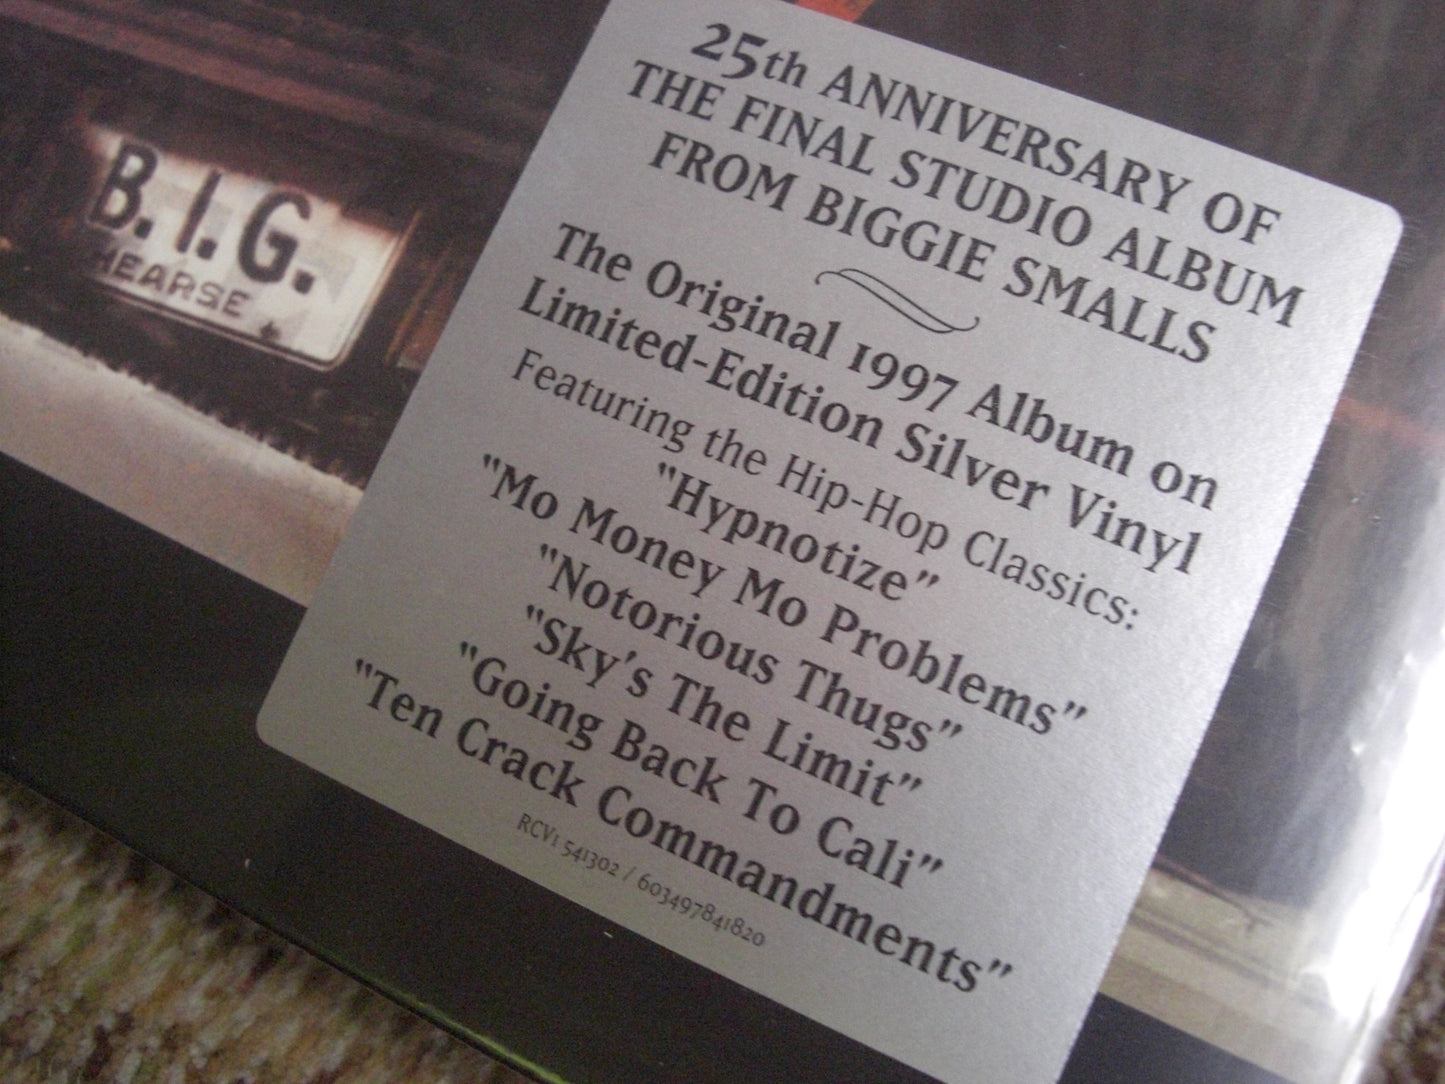 B.I.G.
HEARSE
25th ANNIVERSARY OF
THE FINAL STUDIO ALBUM
FROM BIGGIE SMALLS
The Original 1997 Album on
Limited-Edition Silver Vinyl
Featuring the Hip-Hop Classics:
"Hypnotize"
"Mo Money Mo Problems"
"Notorious Thugs"
"Sky's The Limit"
"Going Back To Cali"
"Ten Crack Commandments"
RCV1 541302 / 603497841820